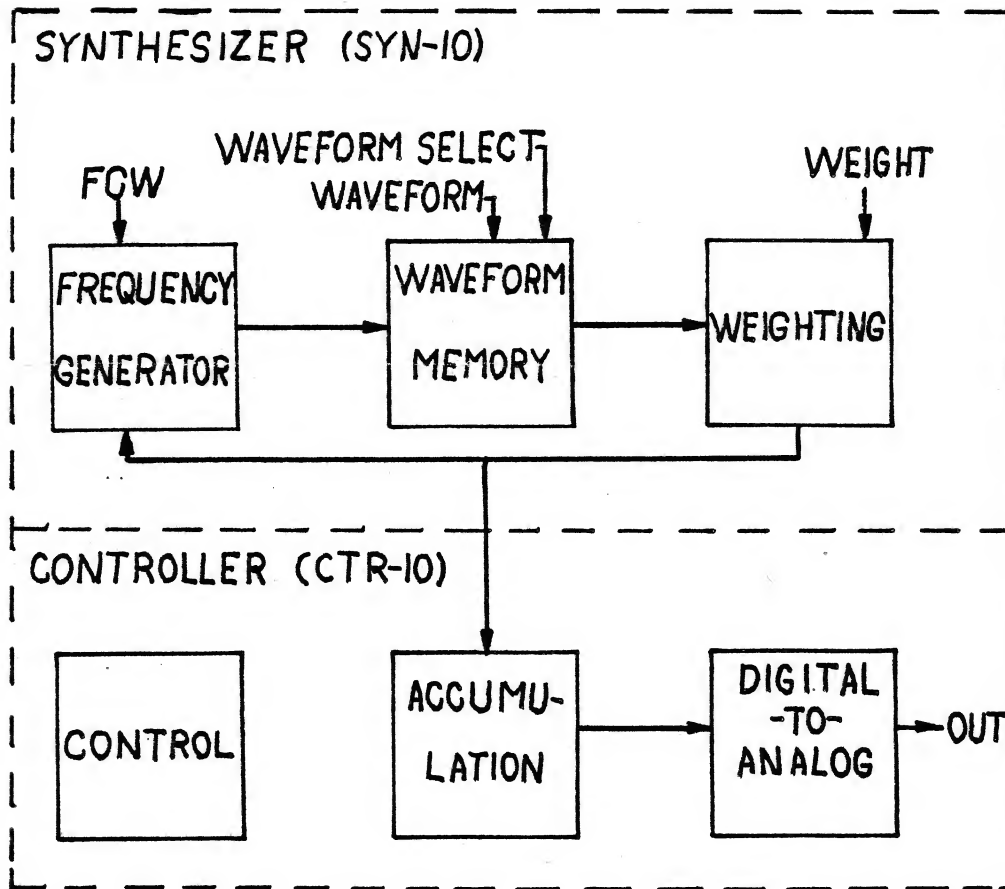 SYNTHESIZER (SYN-10)
WAVEFORM SELECT
FCW
WAVEFORM
WEIGHT
FREQUENCY
GENERATOR
WAVEFORM
MEMORY
WEIGHTING
CONTROLLER (CTR-10)
CONTROL
ACCUMU-
LATION
DIGITAL
-TO-
ANALOG
OUT